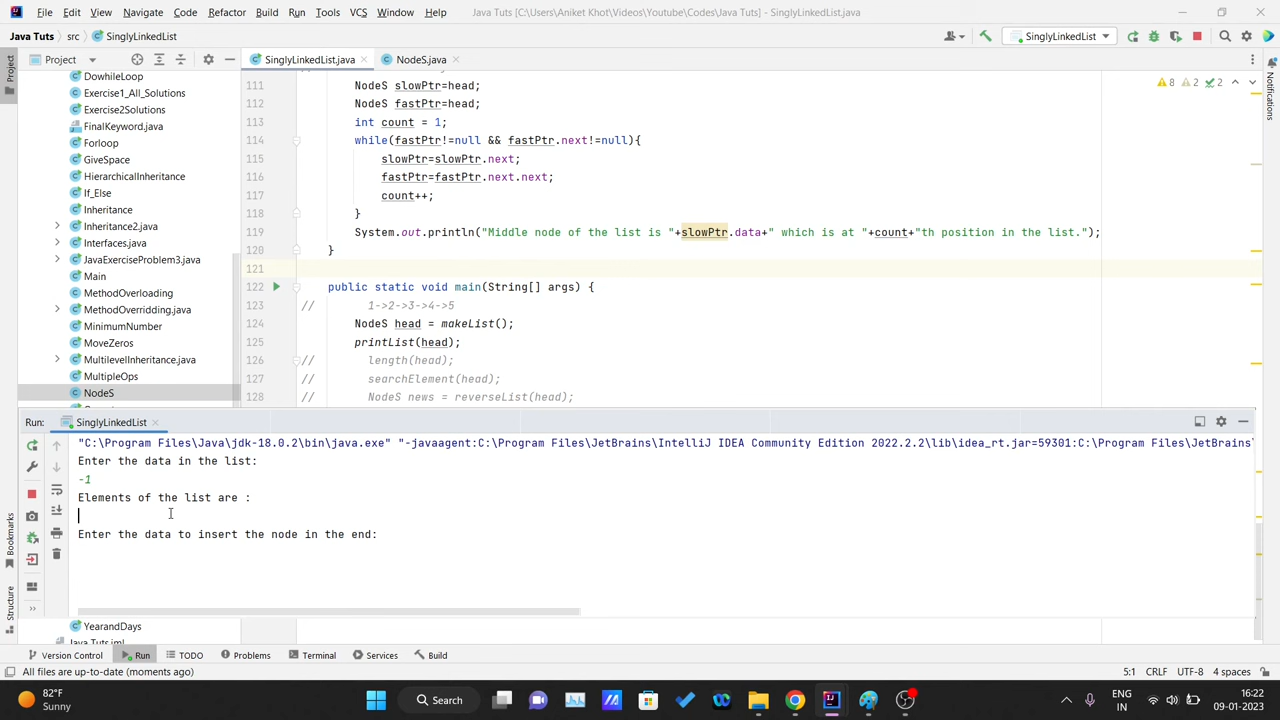 File Edit View Navigate Code Refactor Build Run Tools VCS Window Help Java Tuts [C:\Users\Aniket Khot\Videos\Youtube\Codes\Java Tuts] - SinglyLinkedList.java
Java Tuts src SinglyLinkedList SinglyLinkedList
Project SinglyLinkedList.java NodeS.java
Project
DowhileLoop
Exercise1_All_Solutions
Exercise2Solutions
FinalKeyword.java
Forloop
GiveSpace
HierarchicalInheritance
If_Else
Inheritance
Inheritance2.java
Interfaces.java
JavaExerciseProblem3.java
Main
MethodOverloading
MethodOverridding.java
MinimumNumber
MoveZeros
MultilevelInheritance.java
MultipleOps
NodeS
111 NodeS slowPtr=head;
112 NodeS fastPtr=head;
113 int count = 1;
114 while(fastPtr!=null && fastPtr.next!=null){
115 slowPtr=slowPtr.next;
116 fastPtr=fastPtr.next.next;
117 count++;
118 }
119 System.out.println("Middle node of the list is "+slowPtr.data+" which is at "+count+"th position in the list.");
120 }
121
122 public static void main(String[] args) {
123 // 1->2->3->4->5
124 NodeS head = makeList();
125 printList(head);
126 // length(head);
127 // searchElement(head);
128 // NodeS news = reverseList(head);
8 2 2
Notifications
Run: SinglyLinkedList
"C:\Program Files\Java\jdk-18.0.2\bin\java.exe" "-javaagent:C:\Program Files\JetBrains\IntelliJ IDEA Community Edition 2022.2.2\lib\idea_rt.jar=59301:C:\Program Files\JetBrains\
Enter the data in the list:
-1
Elements of the list are :
Enter the data to insert the node in the end:
Bookmarks
Structure
YearandDays
Java Tuts.iml
Version Control Run TODO Problems Terminal Services Build
All files are up-to-date (moments ago) 5:1 CRLF UTF-8 4 spaces
82°F
Sunny
Search
ENG
IN
16:22
09-01-2023